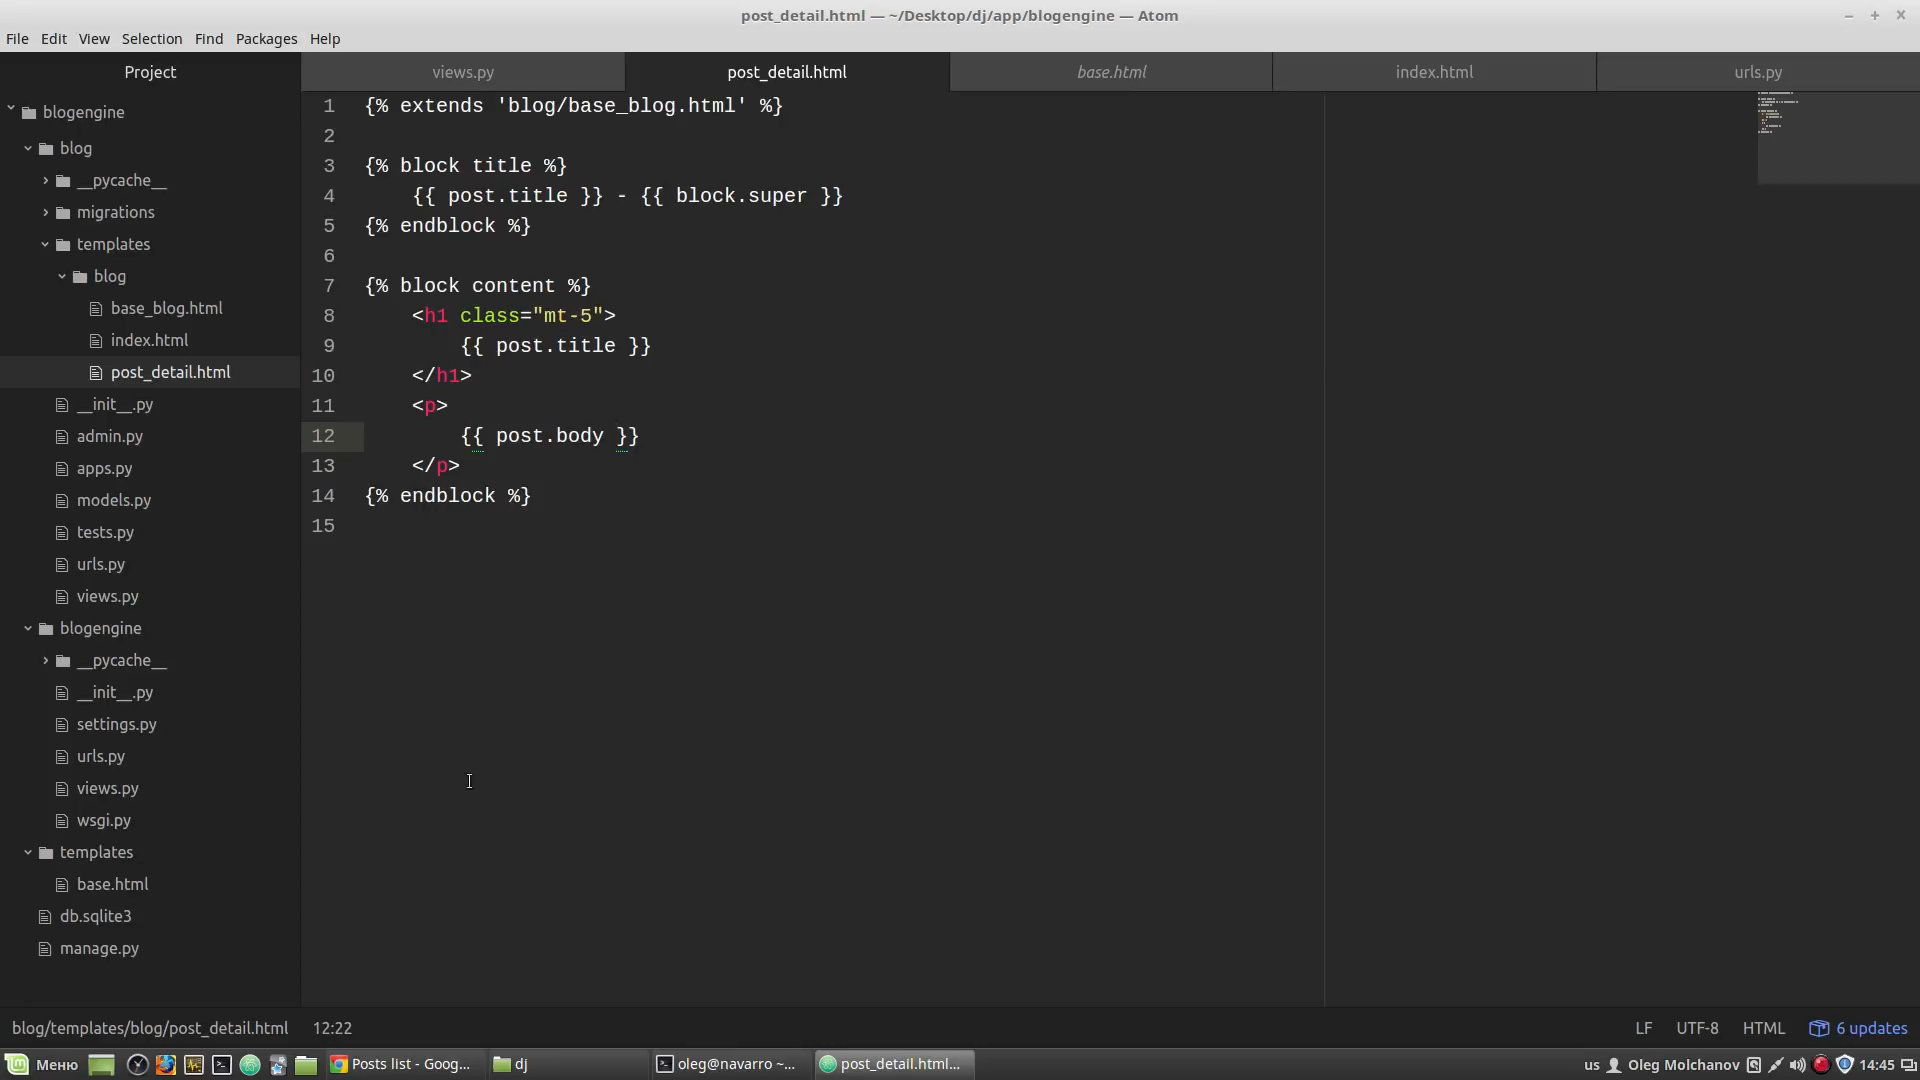 post_detail.html — ~/Desktop/dj/app/blogengine — Atom
File Edit View Selection Find Packages Help
Project
views.py
post_detail.html
base.html
index.html
urls.py
blogengine
blog
__pycache__
migrations
templates
blog
base_blog.html
index.html
post_detail.html
__init__.py
admin.py
apps.py
models.py
tests.py
urls.py
views.py
blogengine
__pycache__
__init__.py
settings.py
urls.py
views.py
wsgi.py
templates
base.html
db.sqlite3
manage.py
1 {% extends 'blog/base_blog.html' %}
2
3 {% block title %}
4     {{ post.title }} - {{ block.super }}
5 {% endblock %}
6
7 {% block content %}
8     <h1 class="mt-5">
9         {{ post.title }}
10     </h1>
11     <p>
12         {{ post.body }}
13     </p>
14 {% endblock %}
15
blog/templates/blog/post_detail.html 12:22
LF UTF-8 HTML 6 updates
Меню
Posts list - Goog...
dj
oleg@navarro ~...
post_detail.html...
us Oleg Molchanov 14:45